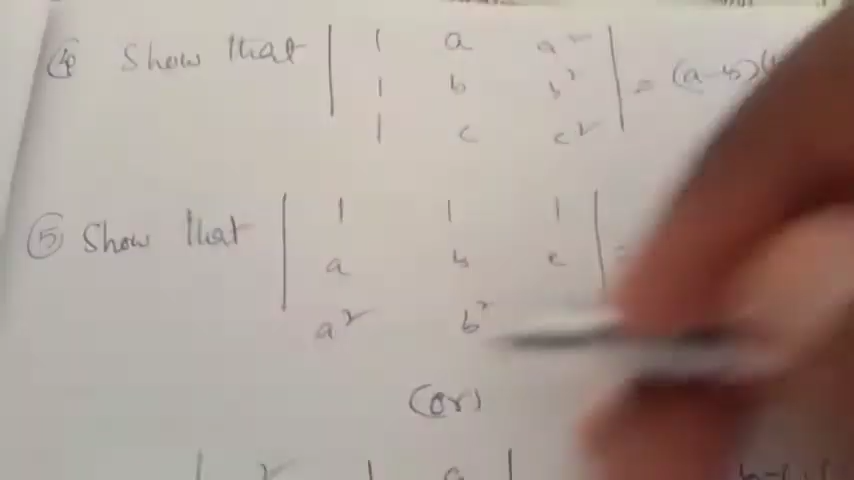 ④ Show that | 1 a a² | = (a-b)(
1 b b²
1 c c²
⑤ Show that | 1 1 1 | =
a b c
a² b²
(or)